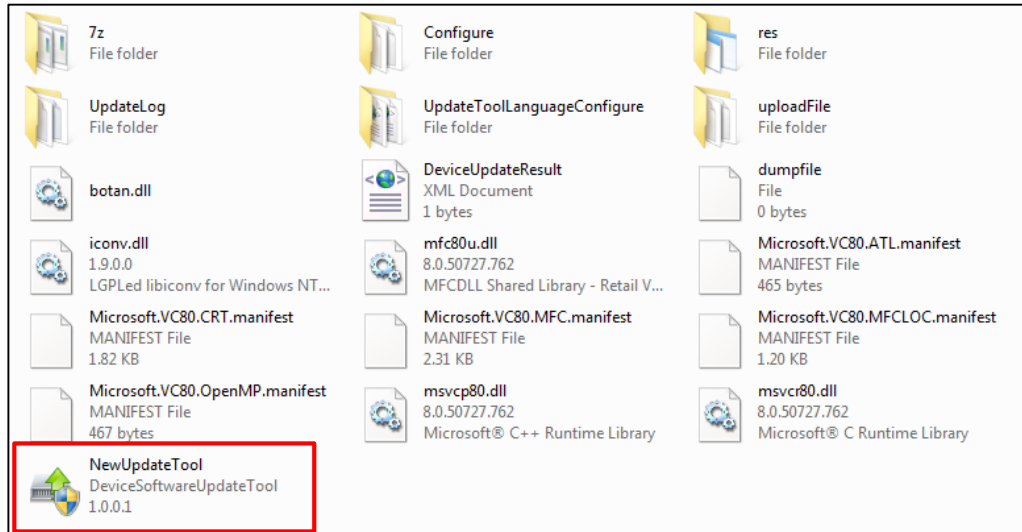 7z
File folder
Configure
File folder
res
File folder
UpdateLog
File folder
UpdateToolLanguageConfigure
File folder
uploadFile
File folder
botan.dll
DeviceUpdateResult
XML Document
1 bytes
dumpfile
File
0 bytes
iconv.dll
1.9.0.0
LGPLed libiconv for Windows NT...
mfc80u.dll
8.0.50727.762
MFCDLL Shared Library - Retail V...
Microsoft.VC80.ATL.manifest
MANIFEST File
465 bytes
Microsoft.VC80.CRT.manifest
MANIFEST File
1.82 KB
Microsoft.VC80.MFC.manifest
MANIFEST File
2.31 KB
Microsoft.VC80.MFCLOC.manifest
MANIFEST File
1.20 KB
Microsoft.VC80.OpenMP.manifest
MANIFEST File
467 bytes
msvcp80.dll
8.0.50727.762
Microsoft® C++ Runtime Library
msvcr80.dll
8.0.50727.762
Microsoft® C Runtime Library
NewUpdateTool
DeviceSoftwareUpdateTool
1.0.0.1